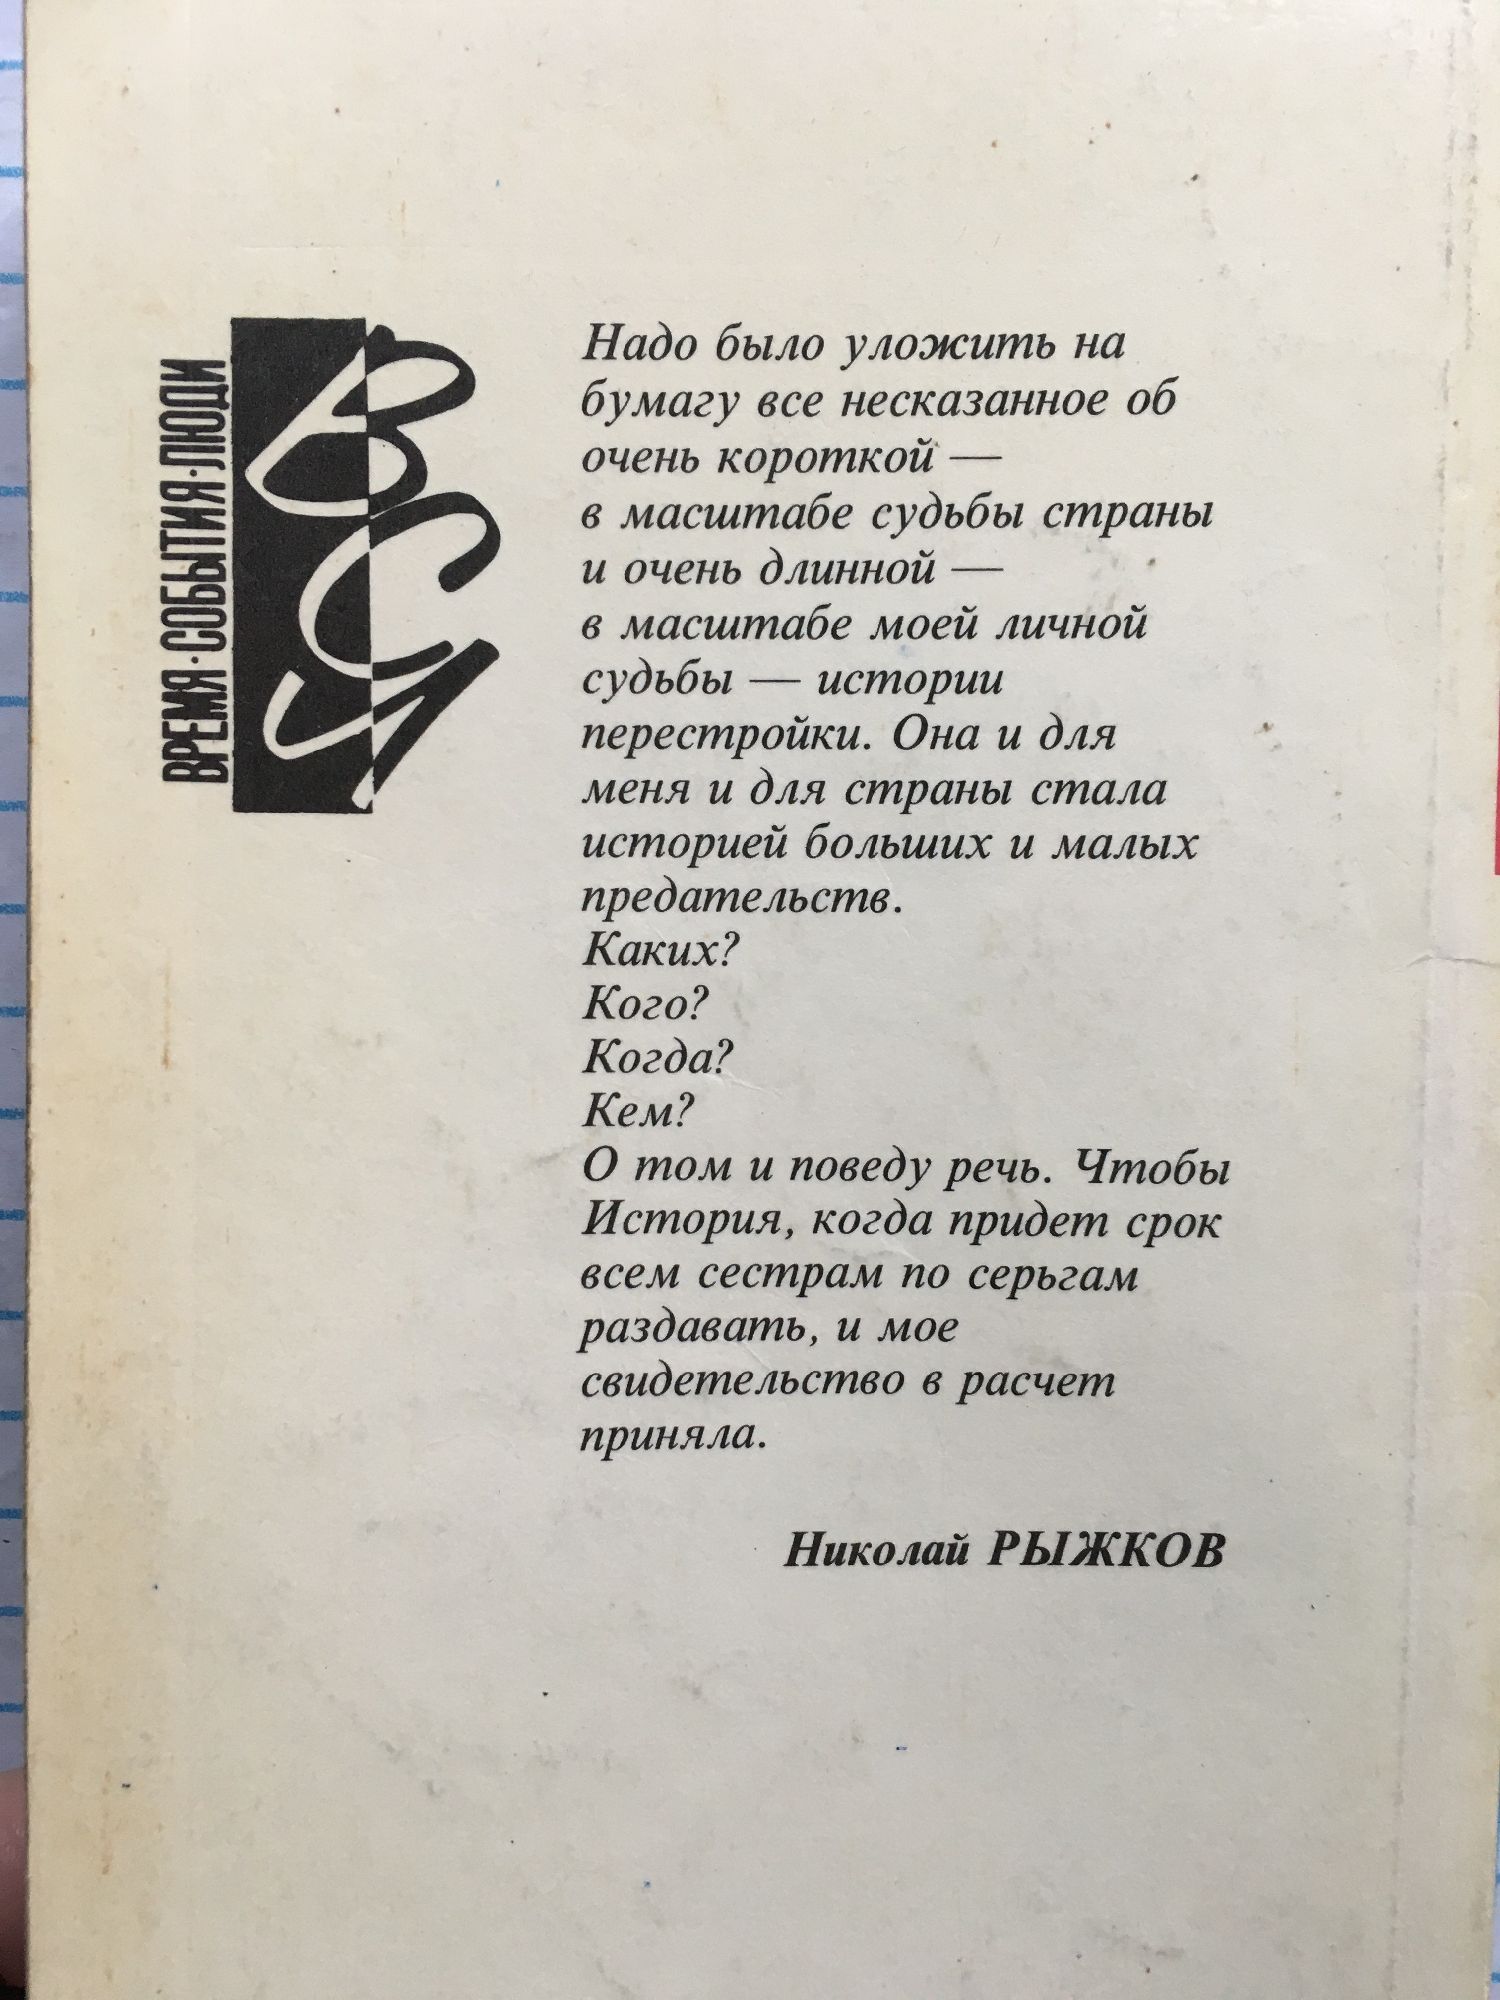 ВРЕМЯ·СОБЫТИЯ·ЛЮДИ
ВСЛ
Надо было уложить на
бумагу все несказанное об
очень короткой —
в масштабе судьбы страны
и очень длинной —
в масштабе моей личной
судьбы — истории
перестройки. Она и для
меня и для страны стала
историей больших и малых
предательств.
Каких?
Кого?
Когда?
Кем?
О том и поведу речь. Чтобы
История, когда придет срок
всем сестрам по серьгам
раздавать, и мое
свидетельство в расчет
приняла.
Николай РЫЖКОВ